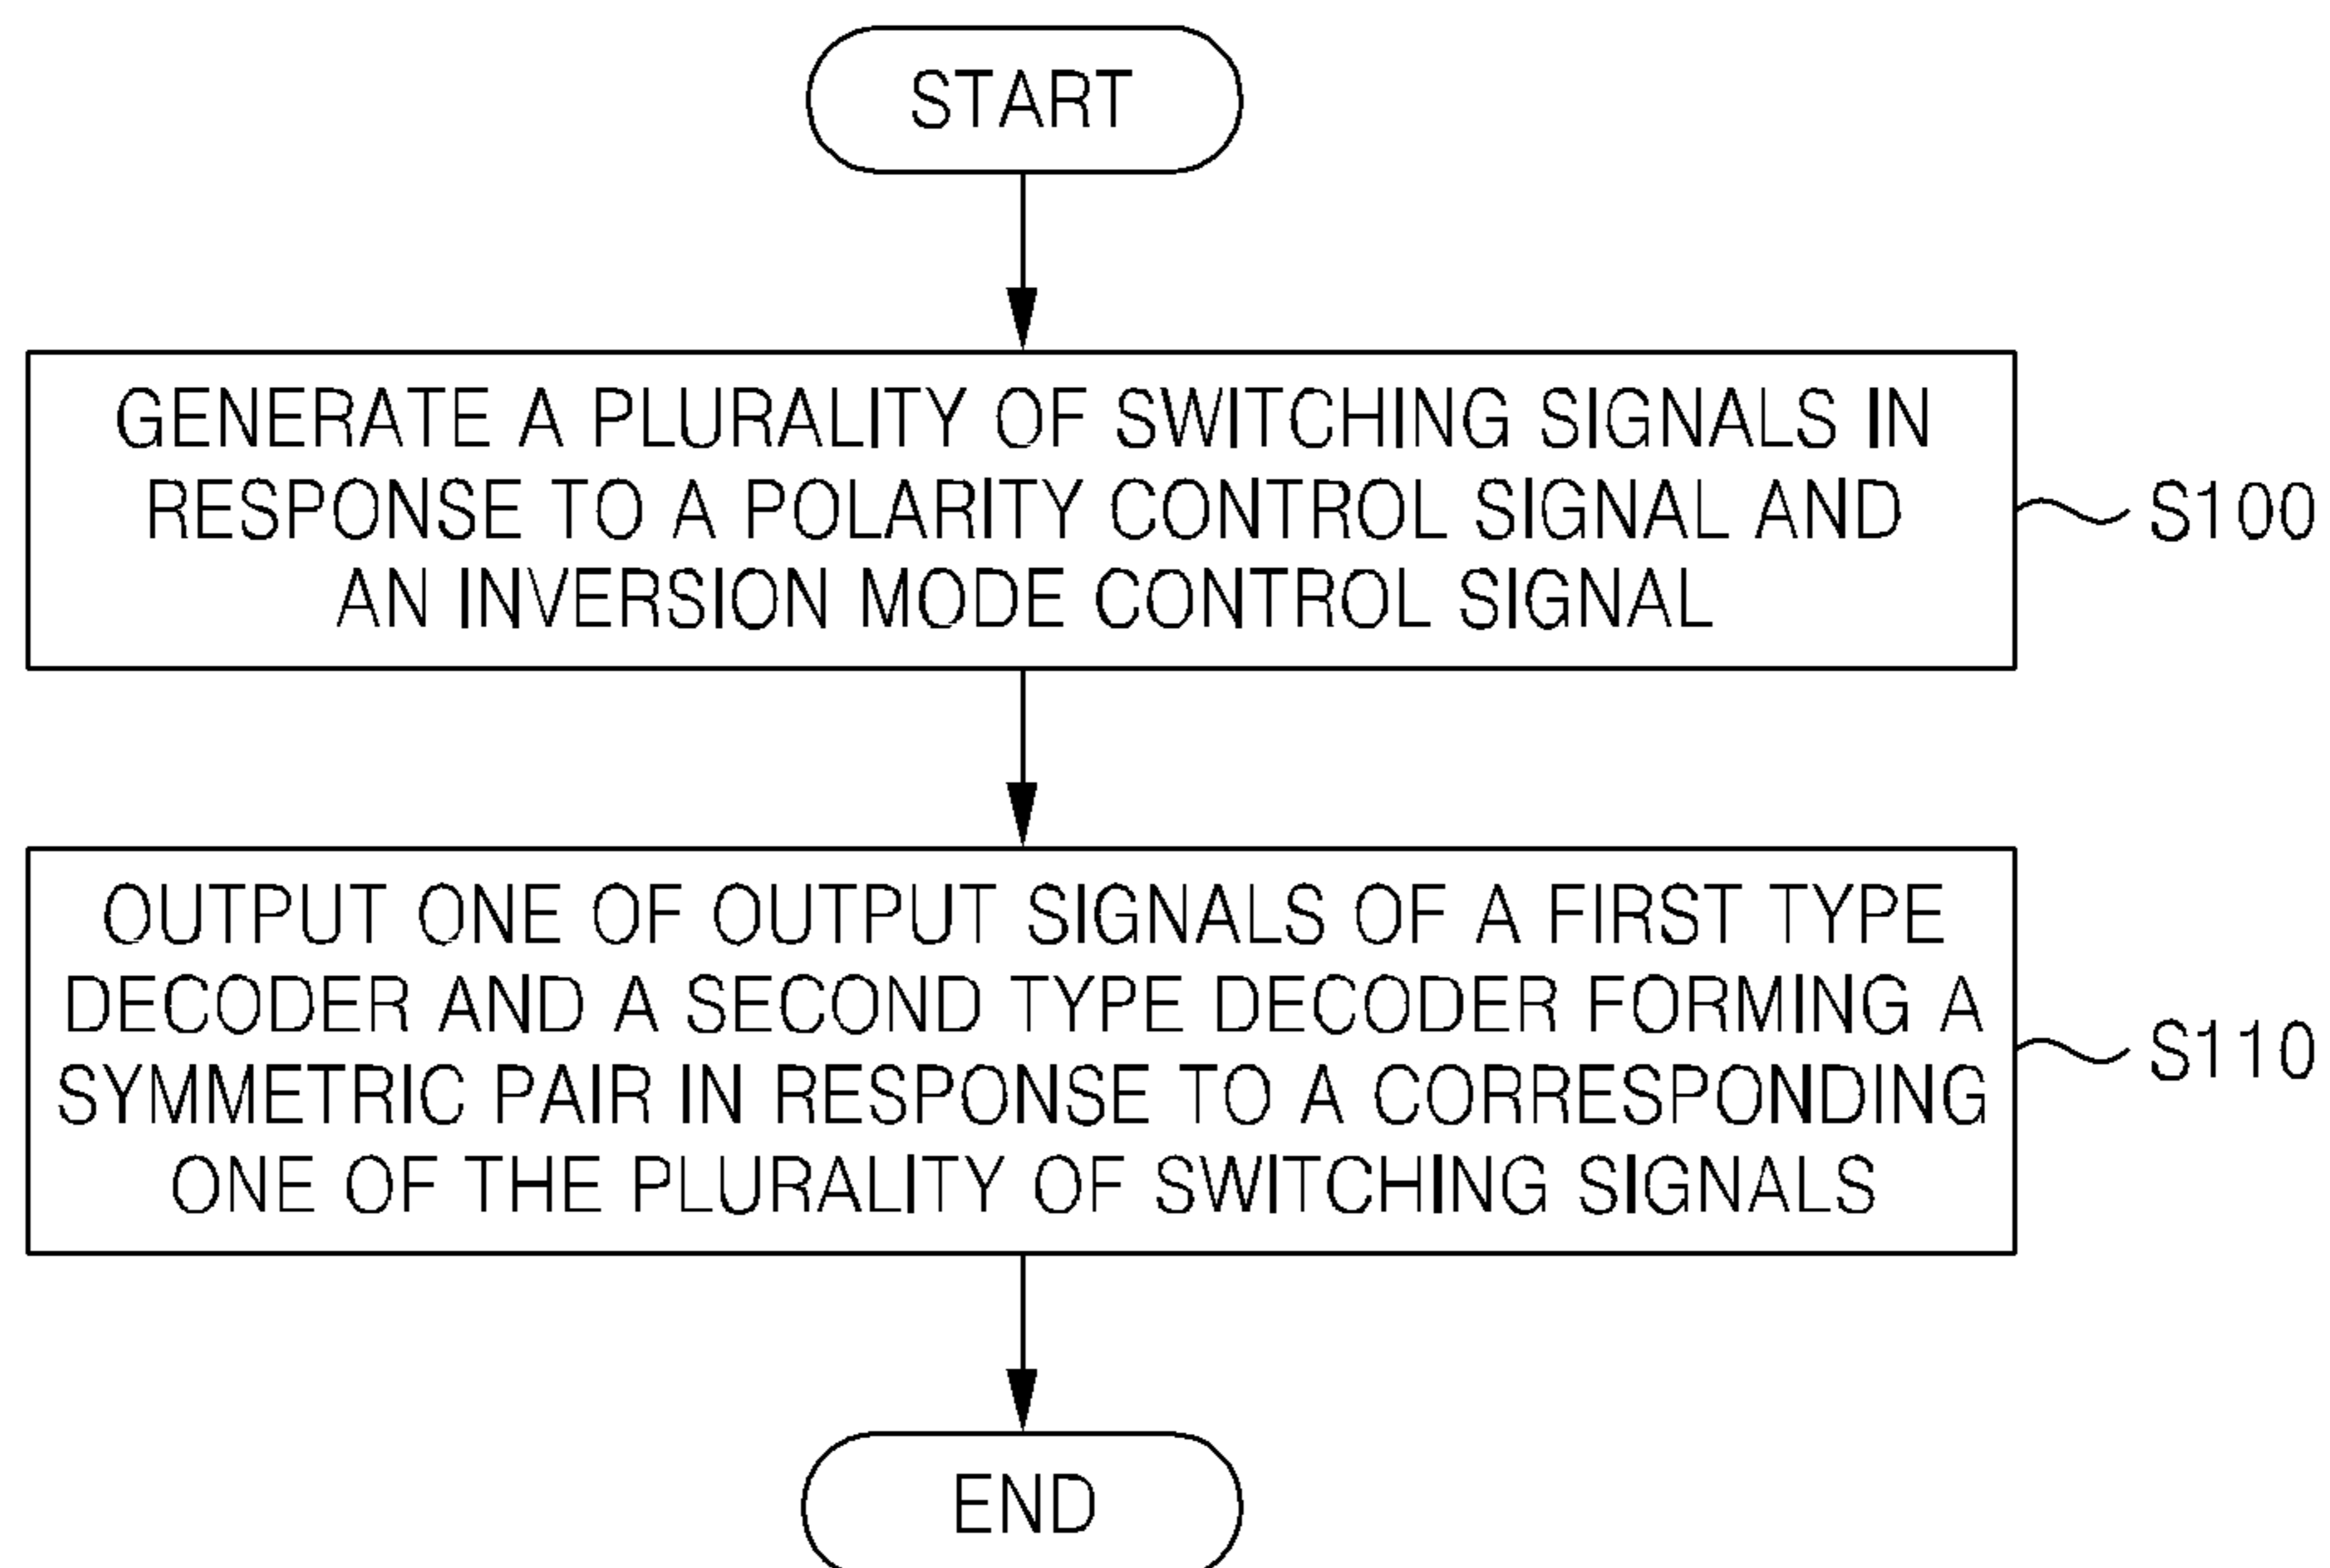 START
GENERATE A PLURALITY OF SWITCHING SIGNALS IN
RESPONSE TO A POLARITY CONTROL SIGNAL AND
AN INVERSION MODE CONTROL SIGNAL
S100
OUTPUT ONE OF OUTPUT SIGNALS OF A FIRST TYPE
DECODER AND A SECOND TYPE DECODER FORMING A
SYMMETRIC PAIR IN RESPONSE TO A CORRESPONDING
ONE OF THE PLURALITY OF SWITCHING SIGNALS
S110
END